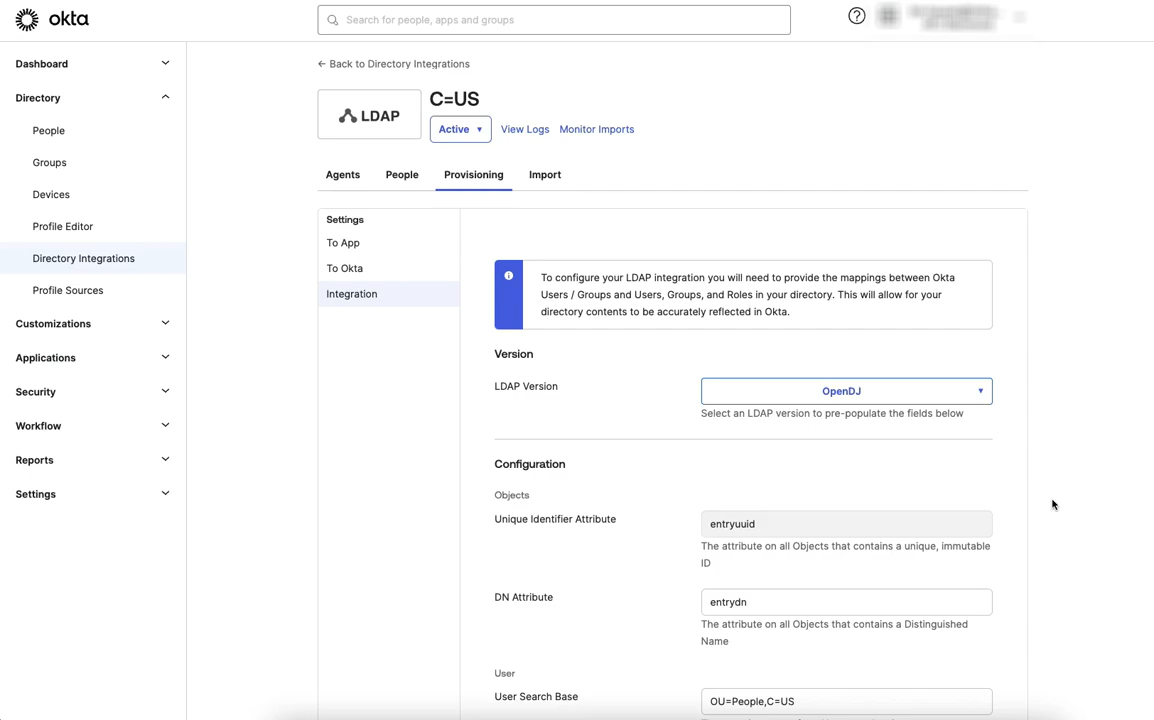 okta
Search for people, apps and groups
Dashboard
Directory
People
Groups
Devices
Profile Editor
Directory Integrations
Profile Sources
Customizations
Applications
Security
Workflow
Reports
Settings
← Back to Directory Integrations
LDAP
C=US
Active
View Logs
Monitor Imports
Agents
People
Provisioning
Import
Settings
To App
To Okta
Integration
To configure your LDAP integration you will need to provide the mappings between Okta
Users / Groups and Users, Groups, and Roles in your directory. This will allow for your
directory contents to be accurately reflected in Okta.
Version
LDAP Version
OpenDJ
Select an LDAP version to pre-populate the fields below
Configuration
Objects
Unique Identifier Attribute
entryuuid
The attribute on all Objects that contains a unique, immutable
ID
DN Attribute
entrydn
The attribute on all Objects that contains a Distinguished
Name
User
User Search Base
OU=People,C=US